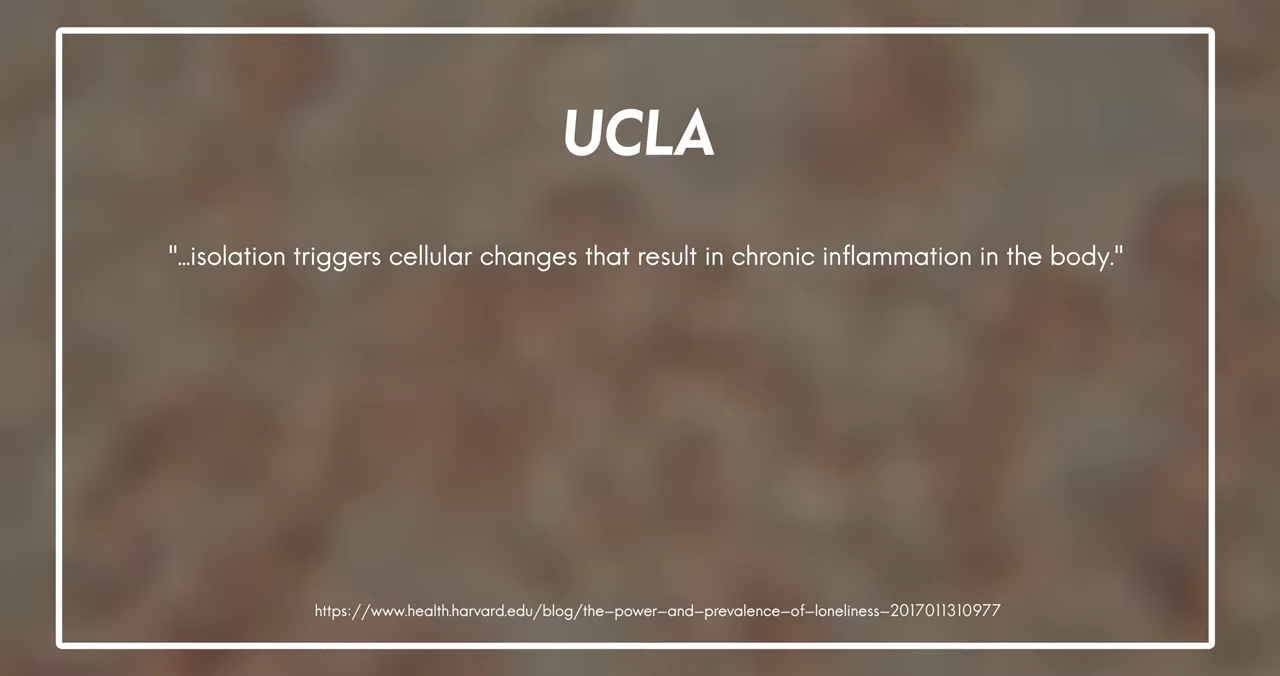 UCLA
"...isolation triggers cellular changes that result in chronic inflammation in the body."
https://www.health.harvard.edu/blog/the-power-and-prevalence-of-loneliness-2017011310977